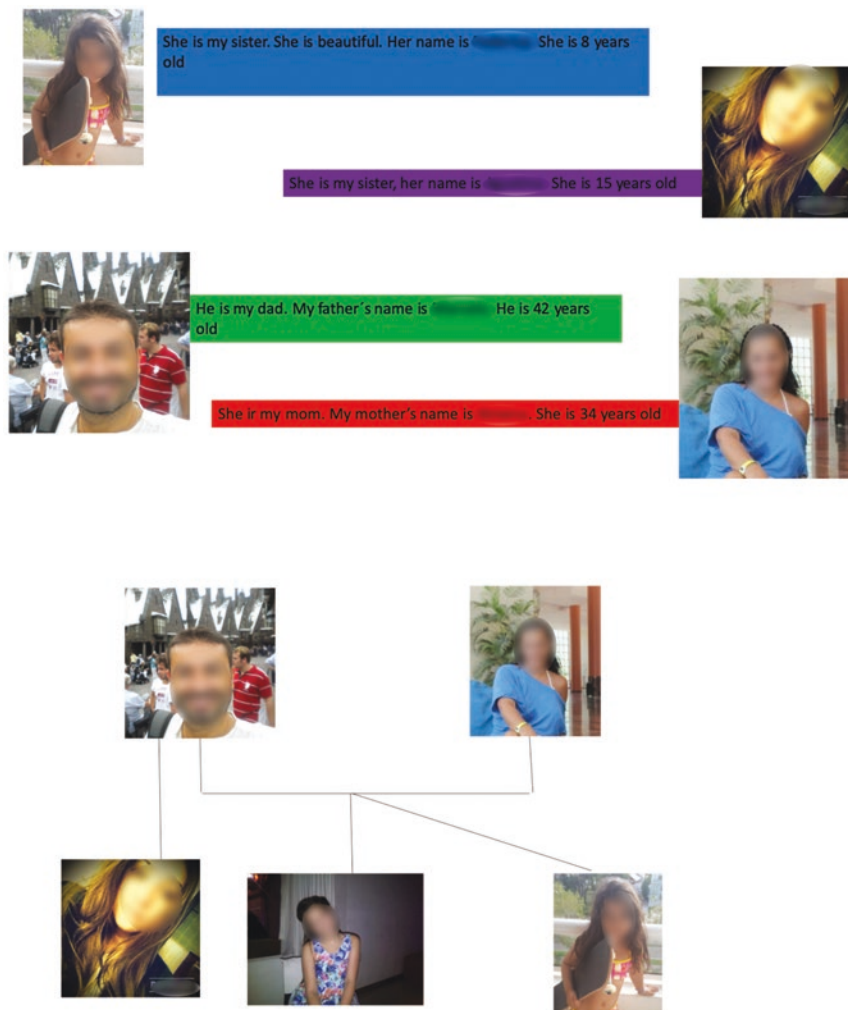 She is my sister. She is beautiful. Her name is She is 8 years
old
She is my sister, her name is She is 15 years old
He is my dad. My father´s name is He is 42 years
old
She ir my mom. My mother’s name is . She is 34 years old